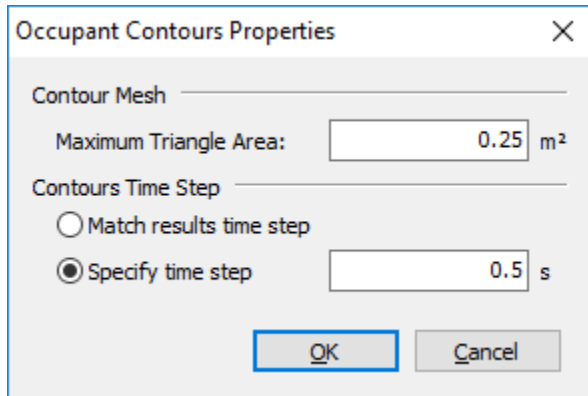 Occupant Contours Properties
Contour Mesh
Maximum Triangle Area: 0.25 m²
Contours Time Step
Match results time step
Specify time step 0.5 s
OK Cancel